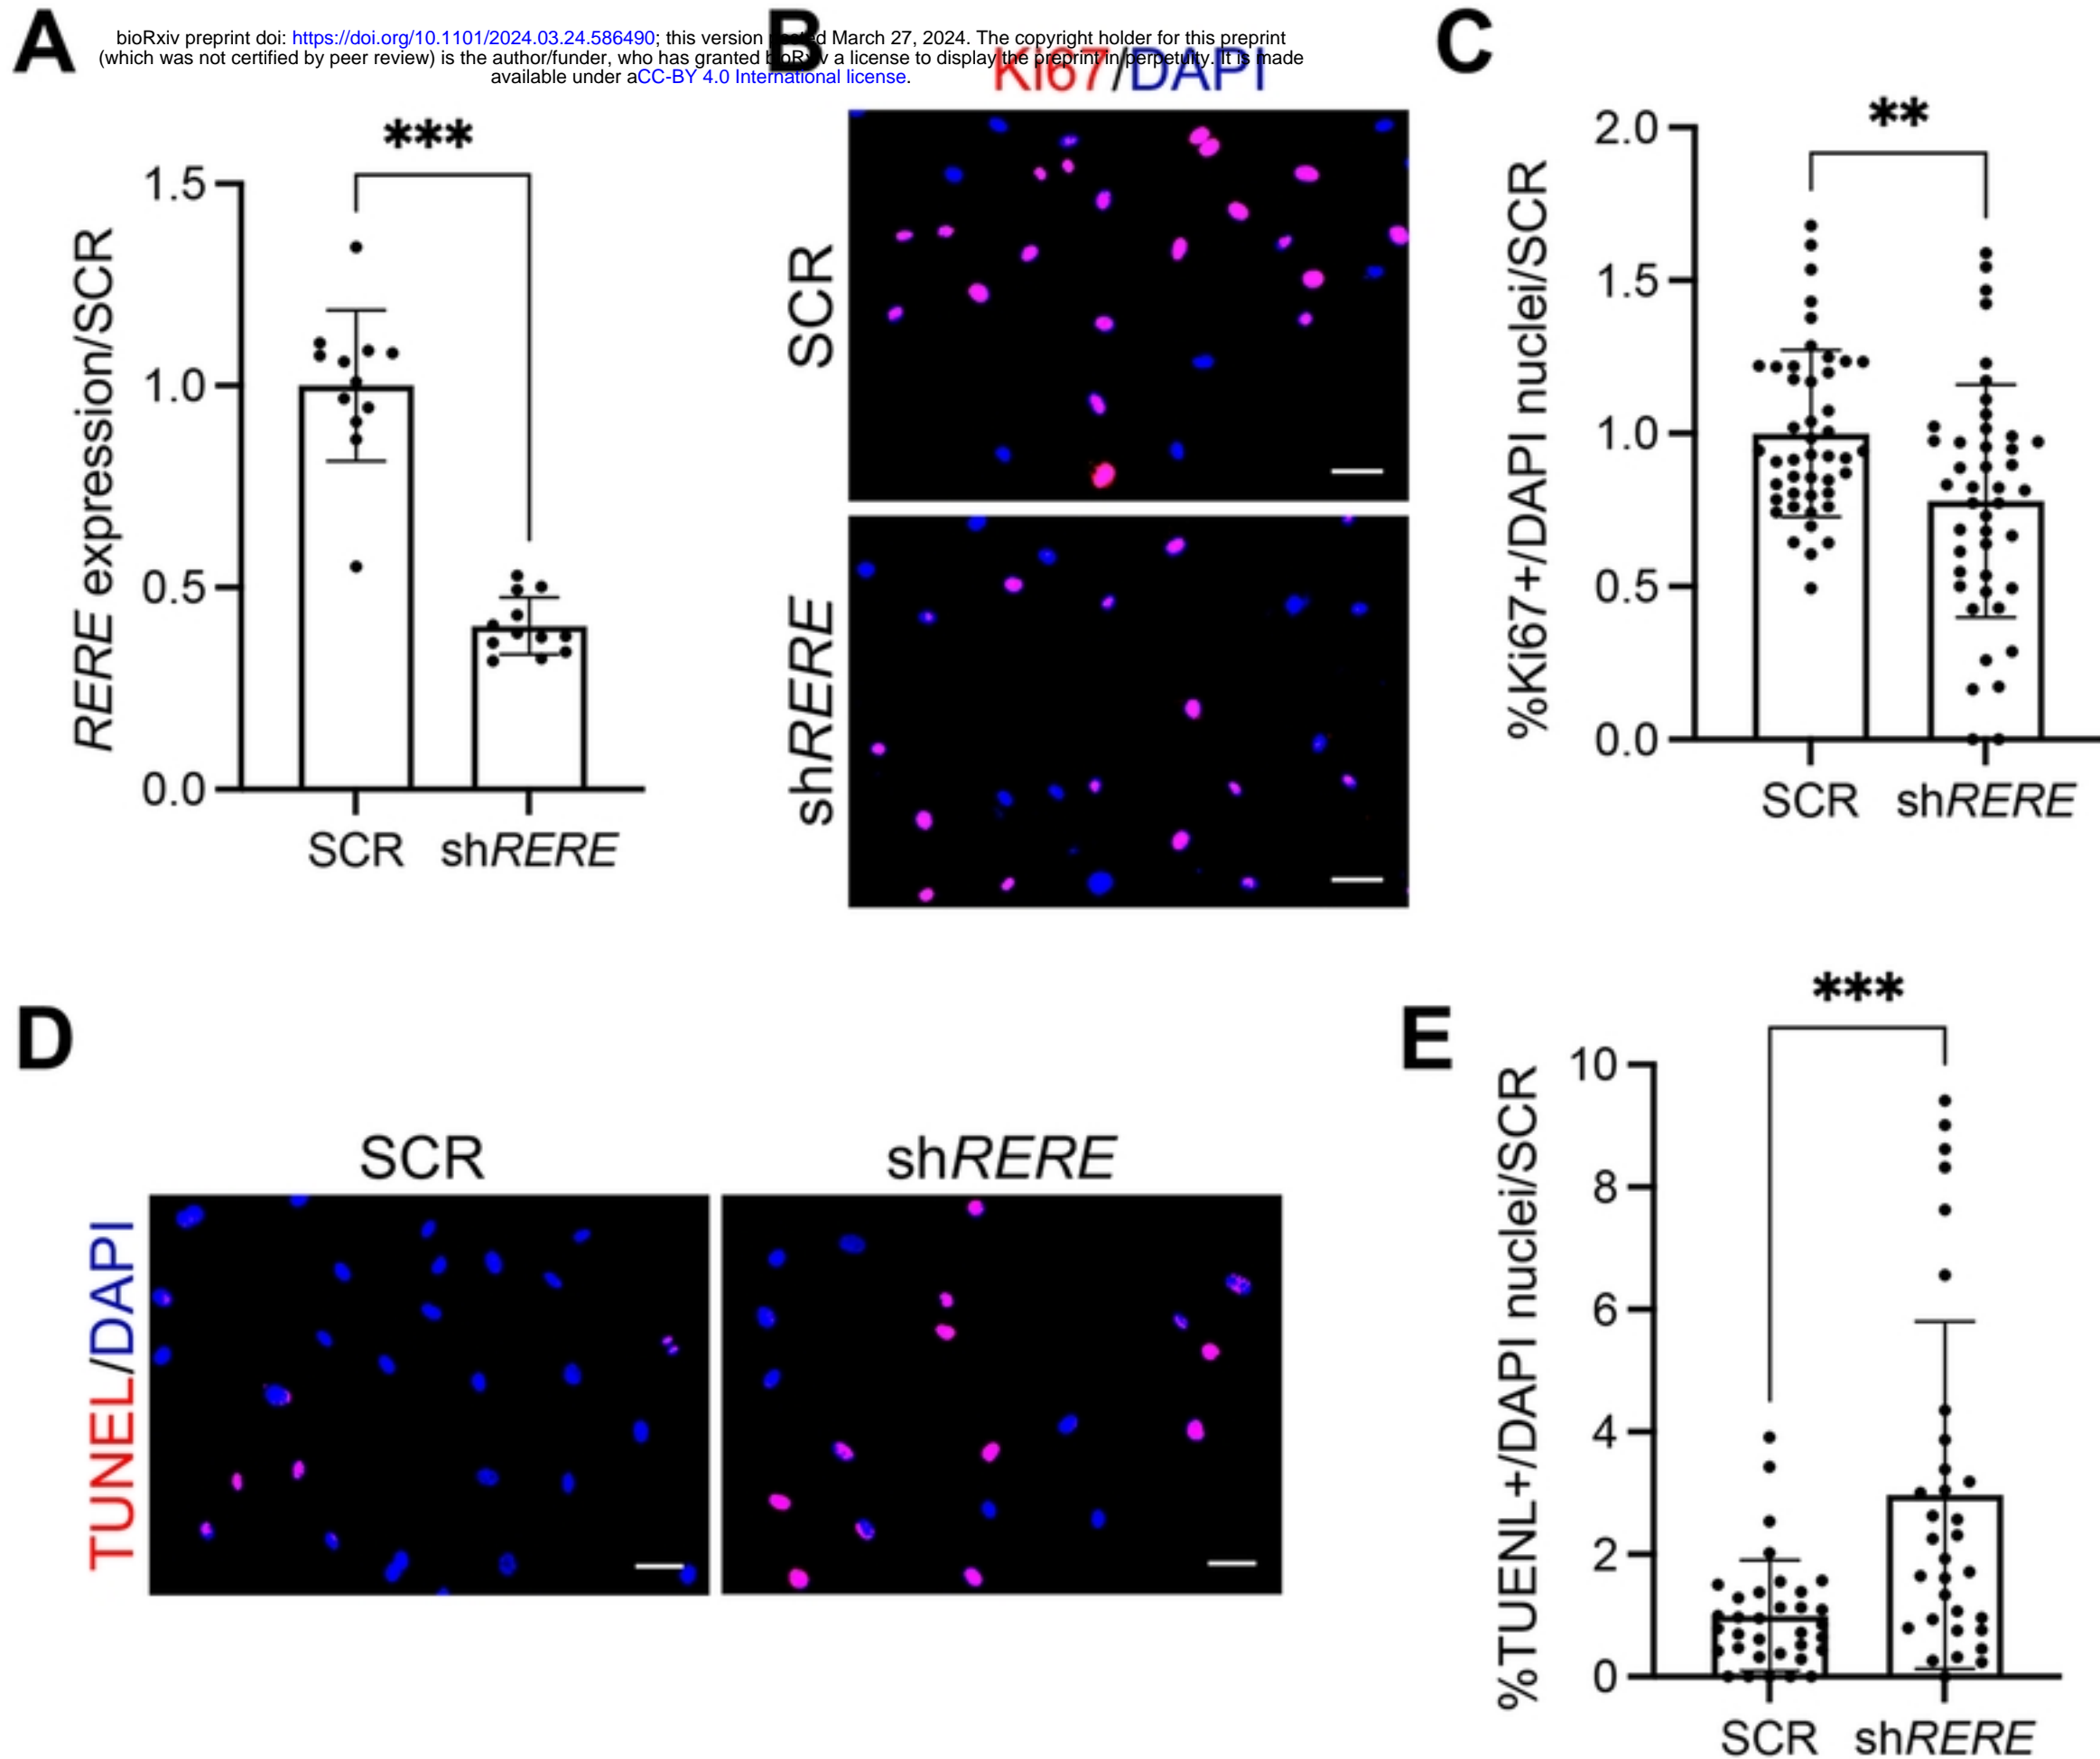 A
bioRxiv preprint doi: https://doi.org/10.1101/2024.03.24.586490; this version posted March 27, 2024. The copyright holder for this preprint
(which was not certified by peer review) is the author/funder, who has granted bioRxiv a license to display the preprint in perpetuity. It is made
available under aCC-BY 4.0 International license.
***
1.5
1.0
0.5
0.0
RERE expression/SCR
SCR shRERE
B
Ki67/DAPI
SCR
shRERE
C
**
2.0
1.5
1.0
0.5
0.0
%Ki67+/DAPI nuclei/SCR
SCR shRERE
D
SCR shRERE
TUNEL/DAPI
E
***
10
8
6
4
2
0
%TUENL+/DAPI nuclei/SCR
SCR shRERE